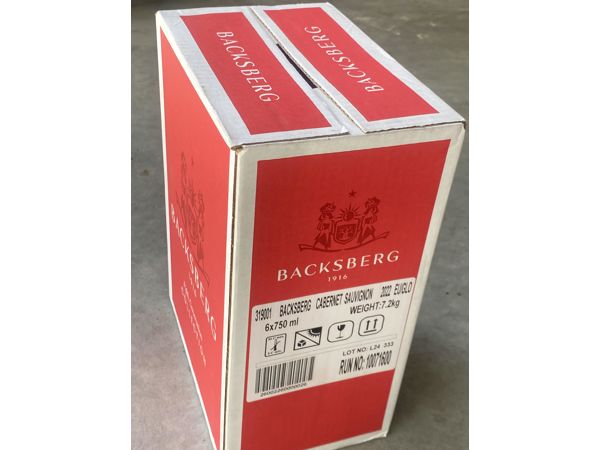 BACKSBERG
BACKSBERG
BACKSBERG
1916
319001 BACKSBERG CABERNET SAUVIGNON 2022 EU/GLO
6x750 ml WEIGHT:7.2kg
LOT NO: L24 333
RUN NO: 10071600
BACKSBERG